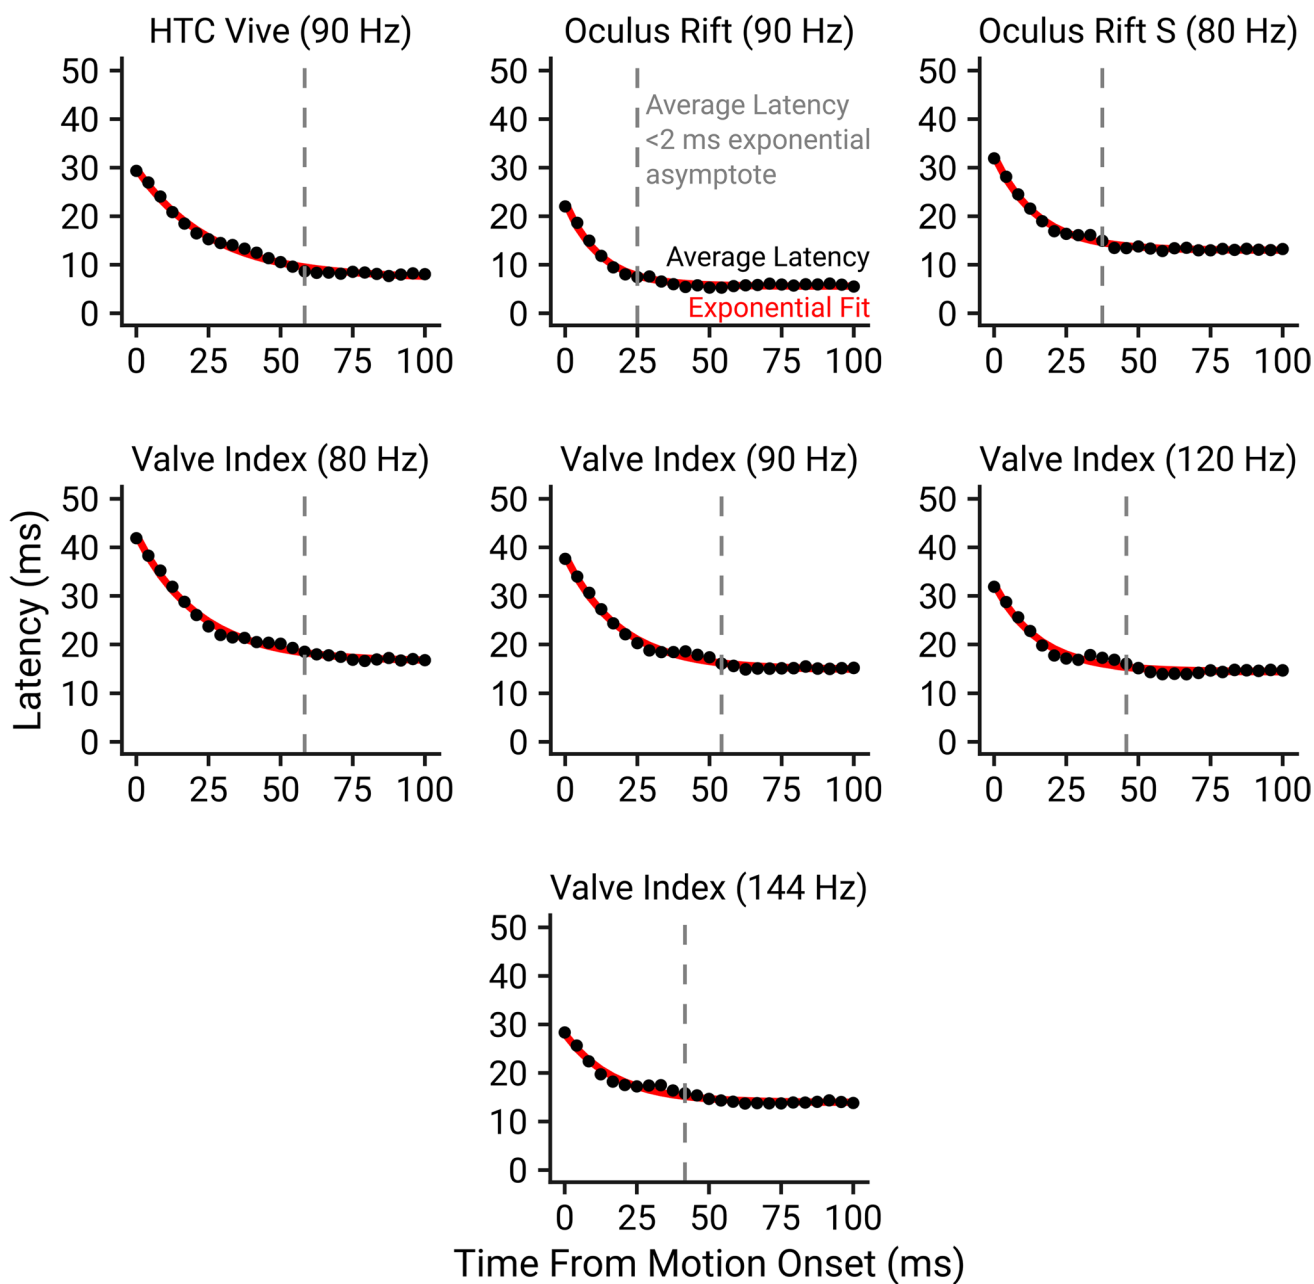 HTC Vive (90 Hz)
50
40
30
20
10
0
0 25 50 75 100
Oculus Rift (90 Hz)
50
40
30
20
10
0
Average Latency
<2 ms exponential
asymptote
Average Latency
Exponential Fit
0 25 50 75 100
Oculus Rift S (80 Hz)
50
40
30
20
10
0
0 25 50 75 100
Latency (ms)
Valve Index (80 Hz)
50
40
30
20
10
0
0 25 50 75 100
Valve Index (90 Hz)
50
40
30
20
10
0
0 25 50 75 100
Valve Index (120 Hz)
50
40
30
20
10
0
0 25 50 75 100
Valve Index (144 Hz)
50
40
30
20
10
0
0 25 50 75 100
Time From Motion Onset (ms)